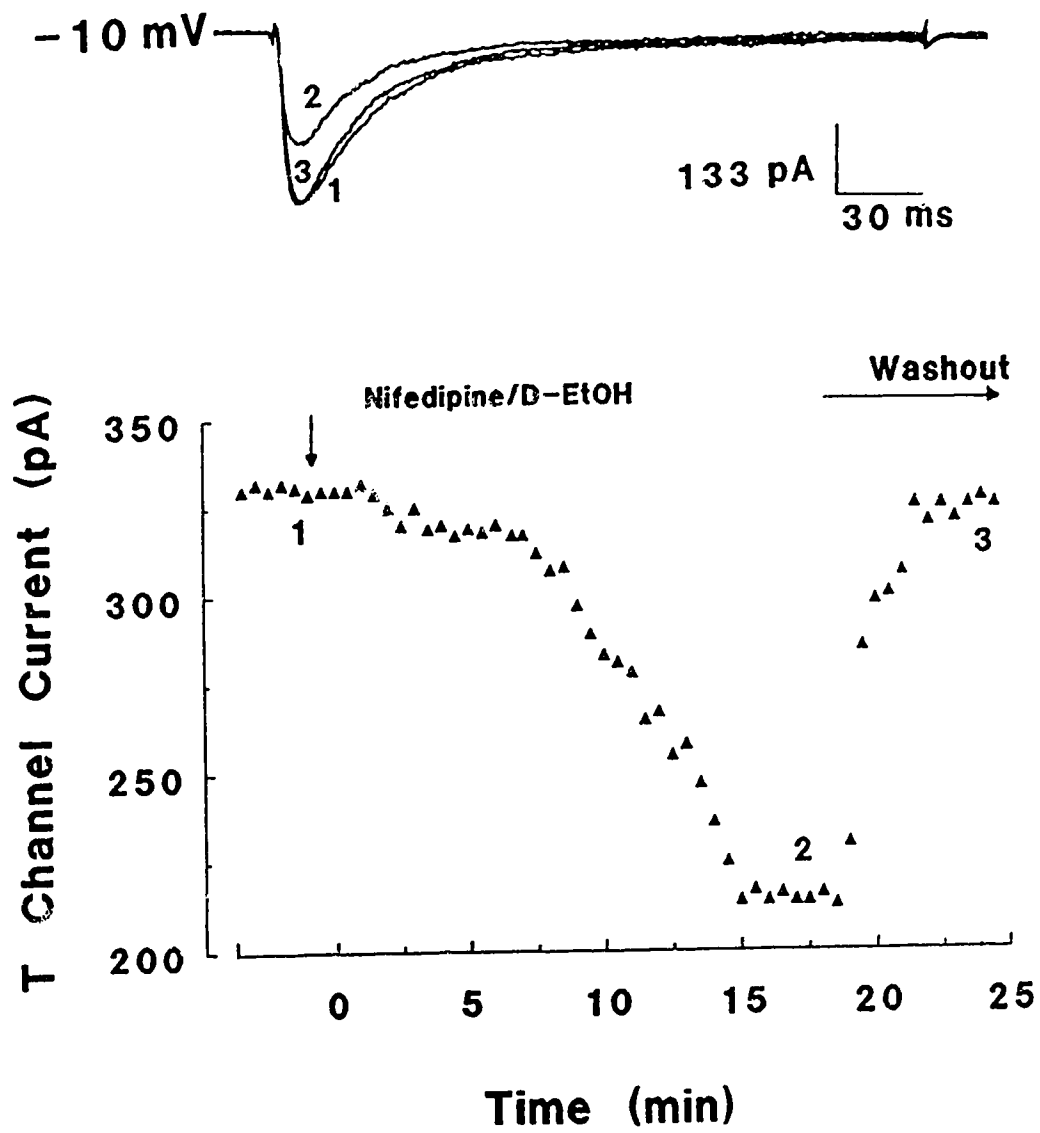 -10 mV
2
3
1
133 pA
30 ms
Washout
Nifedipine/D-EtOH
350
300
250
200
T Channel Current (pA)
1
2
3
0 5 10 15 20 25
Time (min)